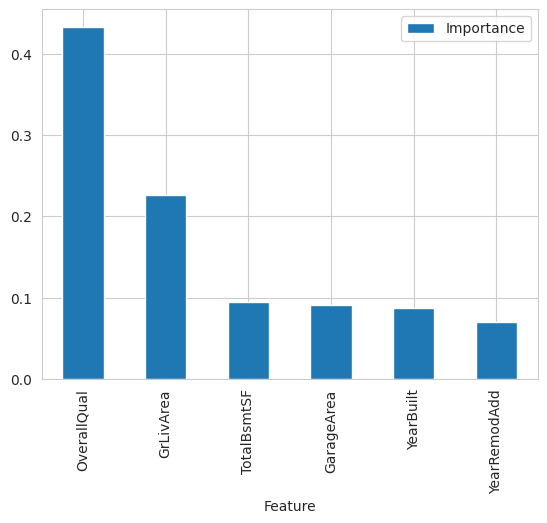 Importance
0.4
0.3
0.2
0.1
0.0
OverallQual
GrLivArea
TotalBsmtSF
GarageArea
YearBuilt
YearRemodAdd
Feature